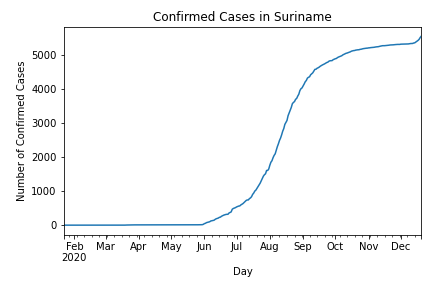 Confirmed Cases in Suriname
Number of Confirmed Cases
5000
4000
3000
2000
1000
0
Feb Mar Apr May Jun Jul Aug Sep Oct Nov Dec
2020
Day